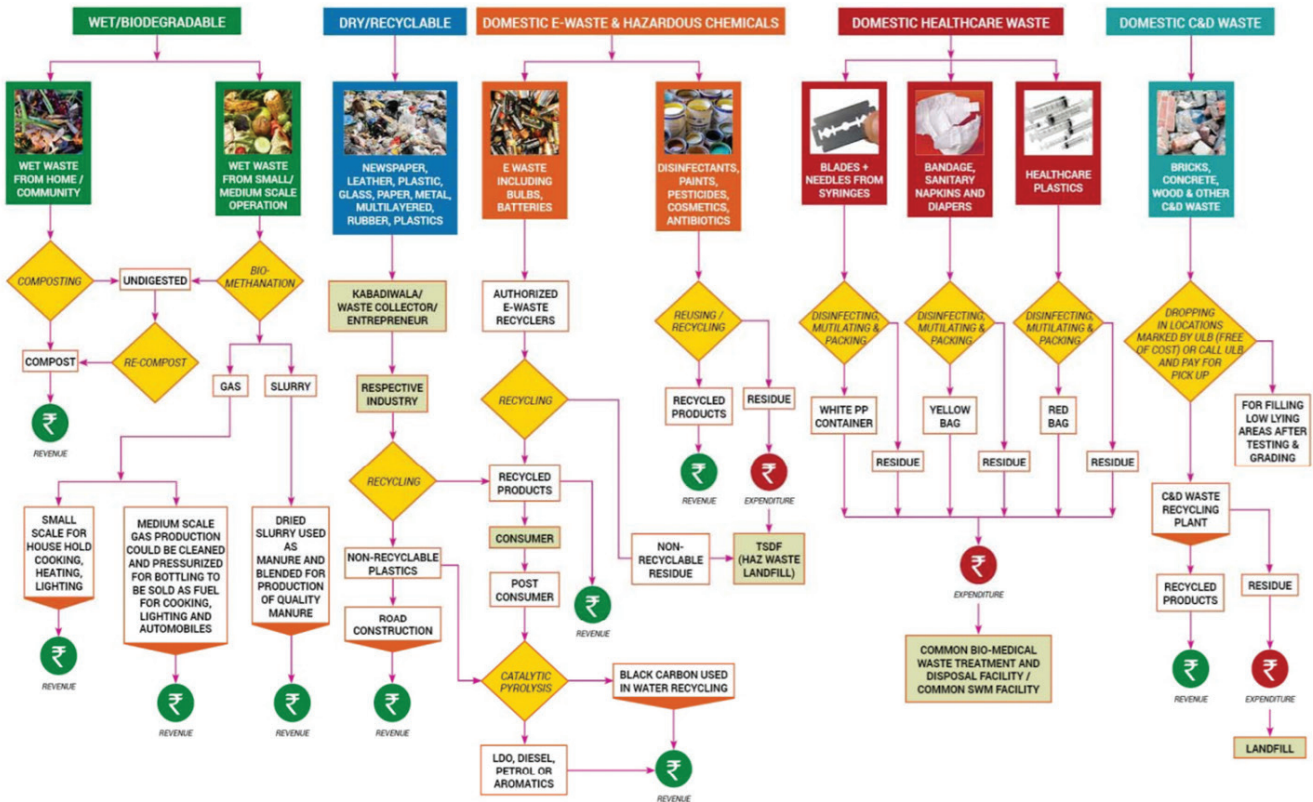 WET/BIODEGRADABLE
DRY/RECYCLABLE
DOMESTIC E-WASTE & HAZARDOUS CHEMICALS
DOMESTIC HEALTHCARE WASTE
DOMESTIC C&D WASTE
WET WASTE
FROM HOME /
COMMUNITY
WET WASTE
FROM SMALL/
MEDIUM SCALE
OPERATION
NEWSPAPER,
LEATHER, PLASTIC,
GLASS, PAPER, METAL,
MULTILAYERED,
RUBBER, PLASTICS
E WASTE
INCLUDING
BULBS,
BATTERIES
DISINFECTANTS,
PAINTS,
PESTICIDES,
COSMETICS,
ANTIBIOTICS
BLADES +
NEEDLES FROM
SYRINGES
BANDAGE,
SANITARY
NAPKINS AND
DIAPERS
HEALTHCARE
PLASTICS
BRICKS,
CONCRETE,
WOOD & OTHER
C&D WASTE
COMPOSTING
UNDIGESTED
BIO-
METHANATION
COMPOST
RE-COMPOST
₹
REVENUE
GAS
SLURRY
SMALL
SCALE FOR
HOUSE HOLD
COOKING,
HEATING,
LIGHTING
₹
REVENUE
MEDIUM SCALE
GAS PRODUCTION
COULD BE CLEANED
AND PRESSURIZED
FOR BOTTLING TO
BE SOLD AS FUEL
FOR COOKING,
LIGHTING AND
AUTOMOBILES
₹
REVENUE
DRIED
SLURRY USED
AS
MANURE AND
BLENDED FOR
PRODUCTION
OF QUALITY
MANURE
₹
REVENUE
KABADIWALA/
WASTE COLLECTOR/
ENTREPRENEUR
RESPECTIVE
INDUSTRY
RECYCLING
NON-RECYCLABLE
PLASTICS
ROAD
CONSTRUCTION
₹
REVENUE
AUTHORIZED
E-WASTE
RECYCLERS
RECYCLING
RECYCLED
PRODUCTS
CONSUMER
POST
CONSUMER
₹
REVENUE
CATALYTIC
PYROLYSIS
BLACK CARBON USED
IN WATER RECYCLING
LDO, DIESEL,
PETROL OR
AROMATICS
₹
REVENUE
REUSING /
RECYCLING
RECYCLED
PRODUCTS
RESIDUE
₹
REVENUE
₹
EXPENDITURE
NON-
RECYCLABLE
RESIDUE
TSDF
(HAZ WASTE
LANDFILL)
DISINFECTING,
MUTILATING &
PACKING
DISINFECTING,
MUTILATING &
PACKING
DISINFECTING,
MUTILATING &
PACKING
WHITE PP
CONTAINER
RESIDUE
YELLOW
BAG
RESIDUE
RED
BAG
RESIDUE
₹
EXPENDITURE
COMMON BIO-MEDICAL
WASTE TREATMENT AND
DISPOSAL FACILITY /
COMMON SWM FACILITY
DROPPING
IN LOCATIONS
MARKED BY ULB (FREE
OF COST) OR CALL ULB
AND PAY FOR
PICK UP
FOR FILLING
LOW LYING
AREAS AFTER
TESTING &
GRADING
C&D WASTE
RECYCLING
PLANT
RECYCLED
PRODUCTS
RESIDUE
₹
REVENUE
₹
EXPENDITURE
LANDFILL